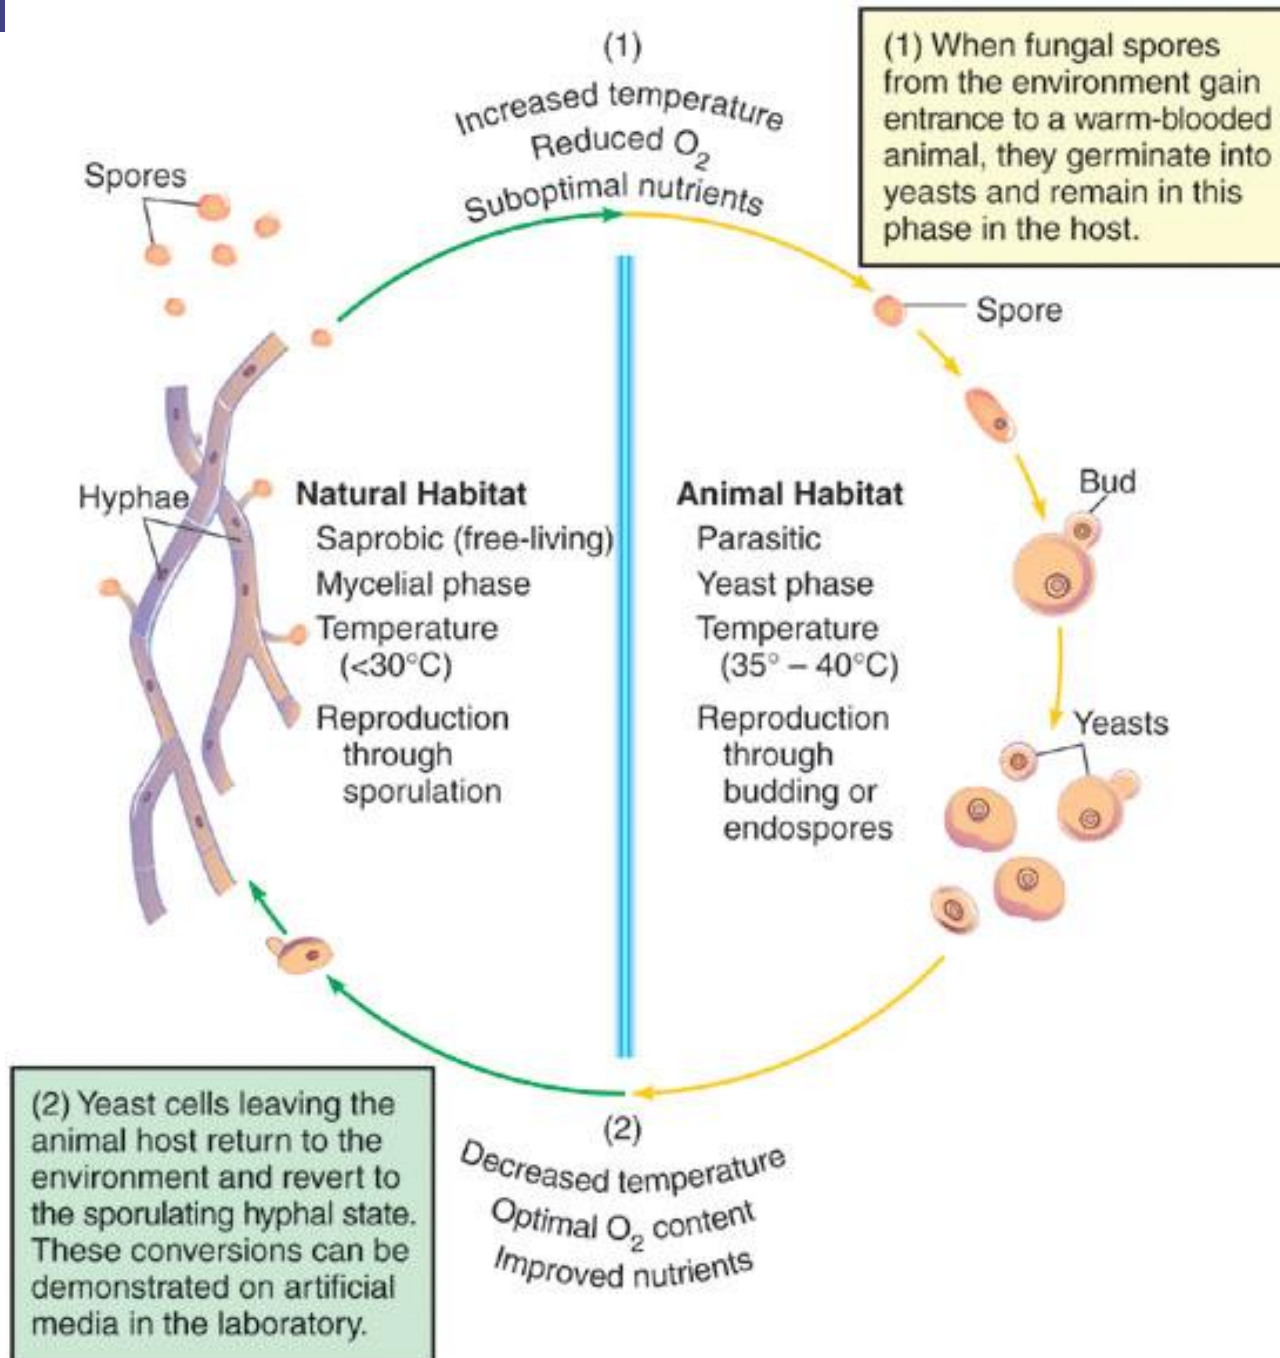 (1)
Increased temperature
Reduced O₂
Suboptimal nutrients
(1) When fungal spores
from the environment gain
entrance to a warm-blooded
animal, they germinate into
yeasts and remain in this
phase in the host.
Spores
Spore
Hyphae
Natural Habitat
Saprobic (free-living)
Mycelial phase
Temperature
(<30°C)
Reproduction
through
sporulation
Animal Habitat
Parasitic
Yeast phase
Temperature
(35° – 40°C)
Reproduction
through
budding or
endospores
Bud
Yeasts
(2) Yeast cells leaving the
animal host return to the
environment and revert to
the sporulating hyphal state.
These conversions can be
demonstrated on artificial
media in the laboratory.
(2)
Decreased temperature
Optimal O₂ content
Improved nutrients